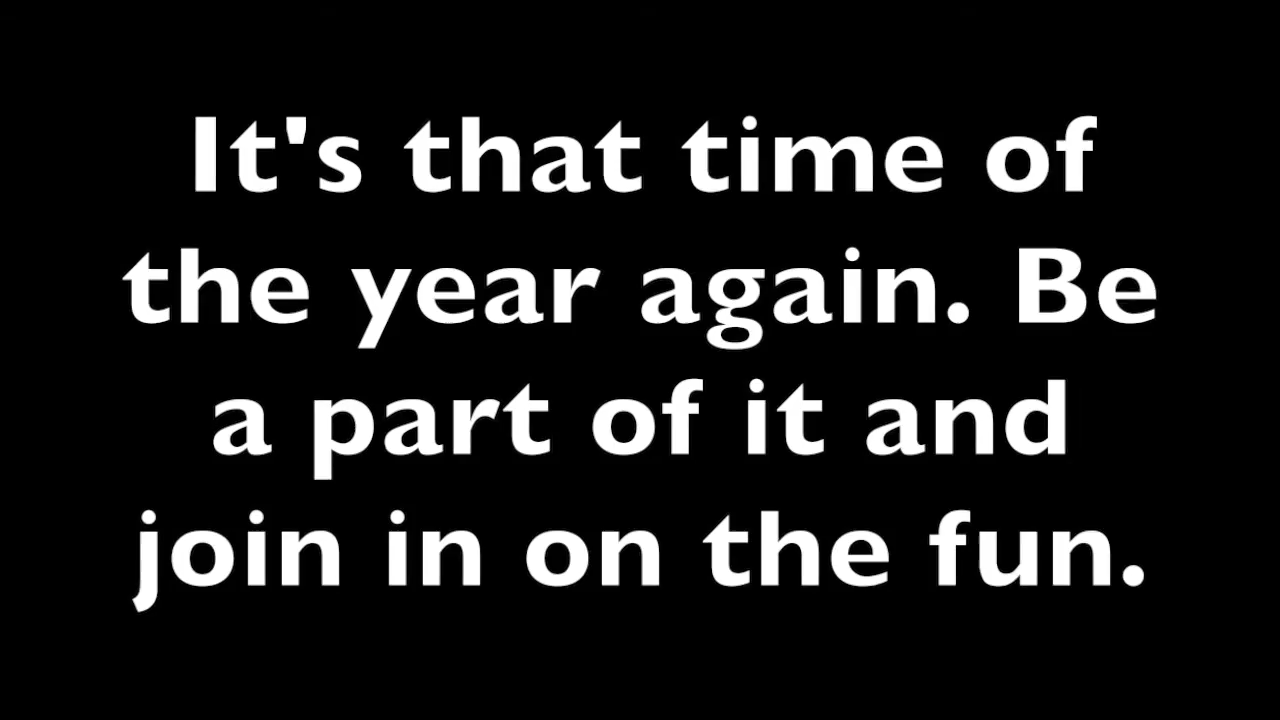 It's that time of
the year again. Be
a part of it and
join in on the fun.